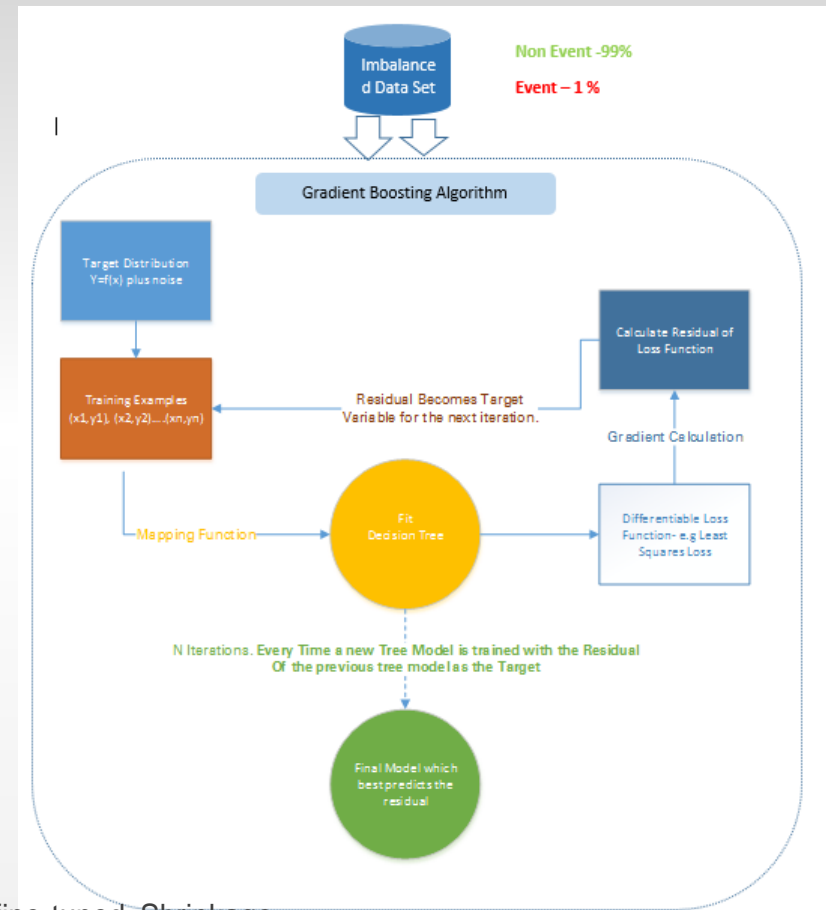 Imbalance
d Data Set
Non Event -99%
Event – 1 %
Gradient Boosting Algorithm
Target Distribution
Y=f(x) plus noise
Calculate Residual of
Loss Function
Training Examples
(x1,y1), (x2,y2)....(xn,yn)
Residual Becomes Target
Variable for the next iteration.
Gradient Calculation
Mapping Function
Fit
Decision Tree
Differentiable Loss
Function- e.g Least
Squares Loss
N Iterations. Every Time a new Tree Model is trained with the Residual
Of the previous tree model as the Target
Final Model which
best predicts the
residual